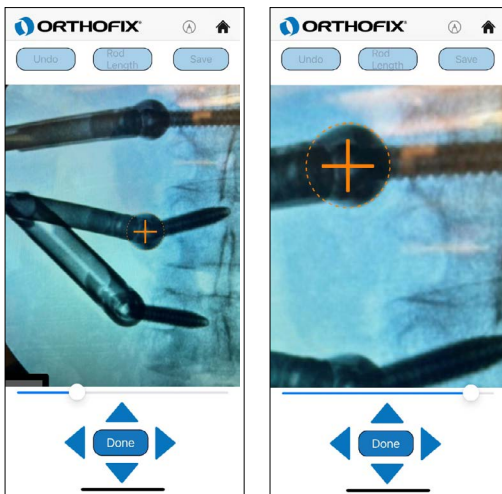 ORTHOFIX®
Undo
Rod
Length
Save
Done
ORTHOFIX®
Undo
Rod
Length
Save
Done